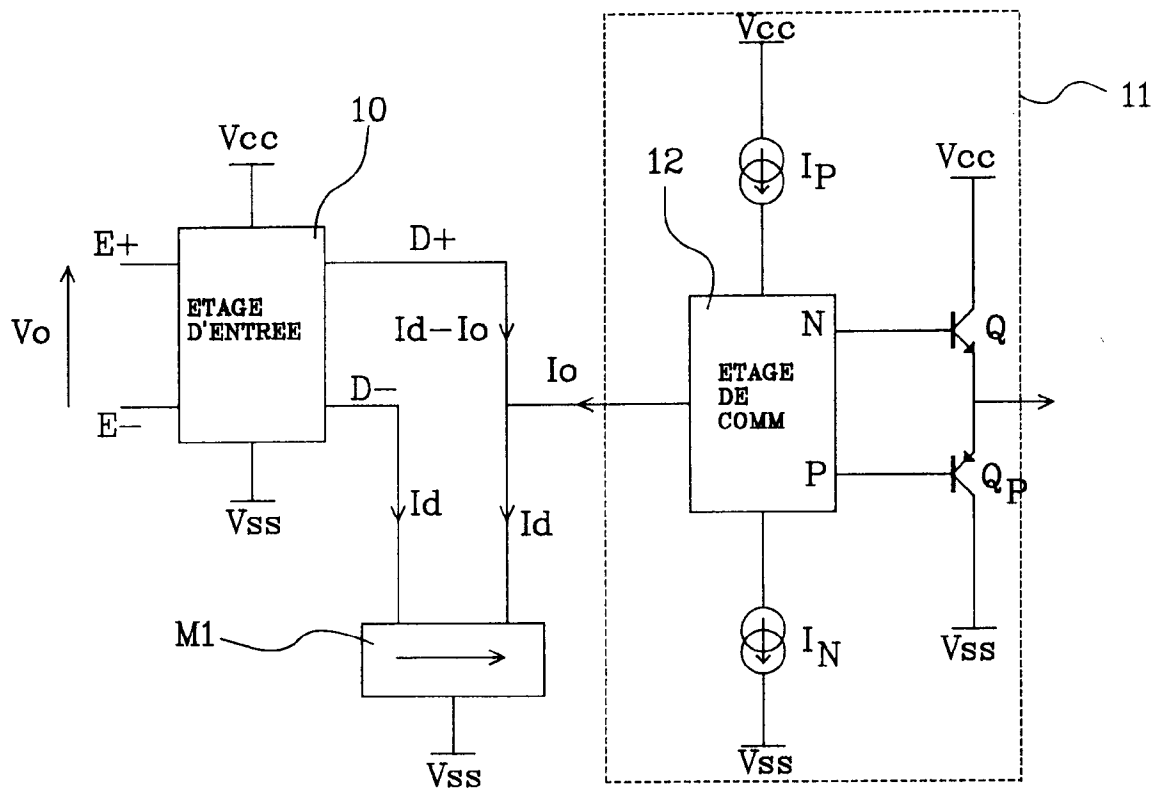 Vcc
11
10
Vcc
12
IP
Vcc
E+
D+
ETAGE
D'ENTREE
N
Q
Vo
Id-Io
Io
ETAGE
DE
COMM
D-
E-
P
QP
Vss
Id
Id
M1
IN
Vss
Vss
Vss